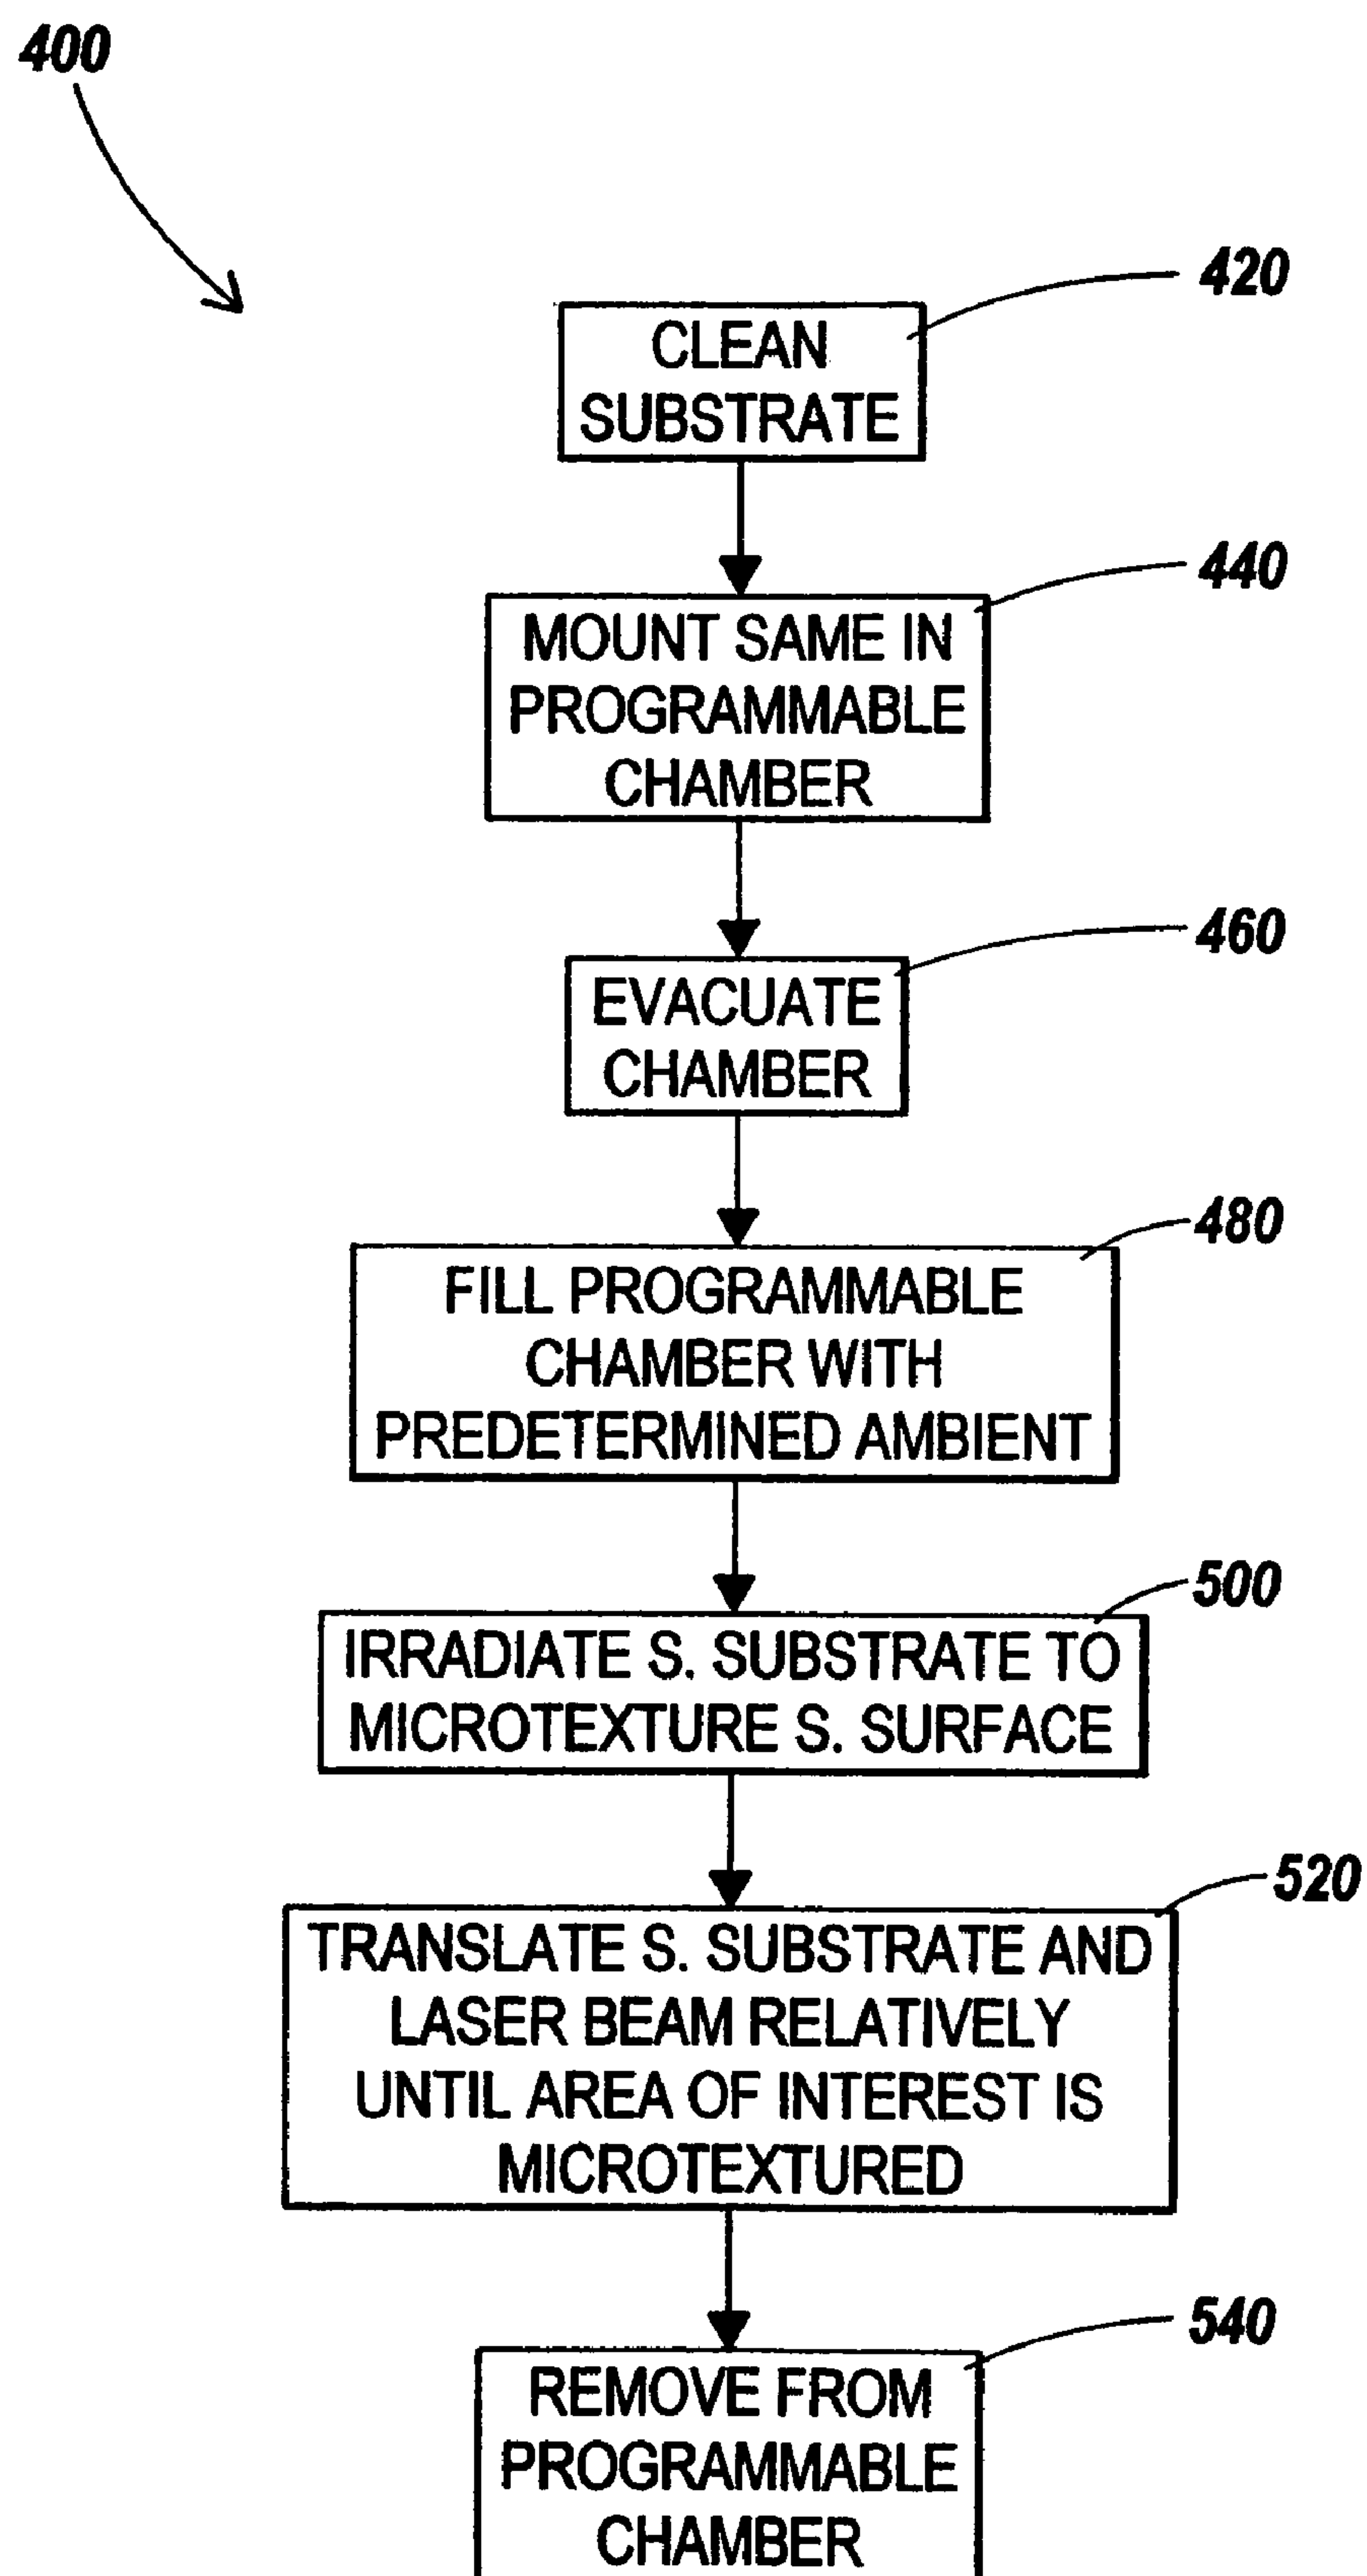 400
420
CLEAN
SUBSTRATE
440
MOUNT SAME IN
PROGRAMMABLE
CHAMBER
460
EVACUATE
CHAMBER
480
FILL PROGRAMMABLE
CHAMBER WITH
PREDETERMINED AMBIENT
500
IRRADIATE S. SUBSTRATE TO
MICROTEXTURE S. SURFACE
520
TRANSLATE S. SUBSTRATE AND
LASER BEAM RELATIVELY
UNTIL AREA OF INTEREST IS
MICROTEXTURED
540
REMOVE FROM
PROGRAMMABLE
CHAMBER